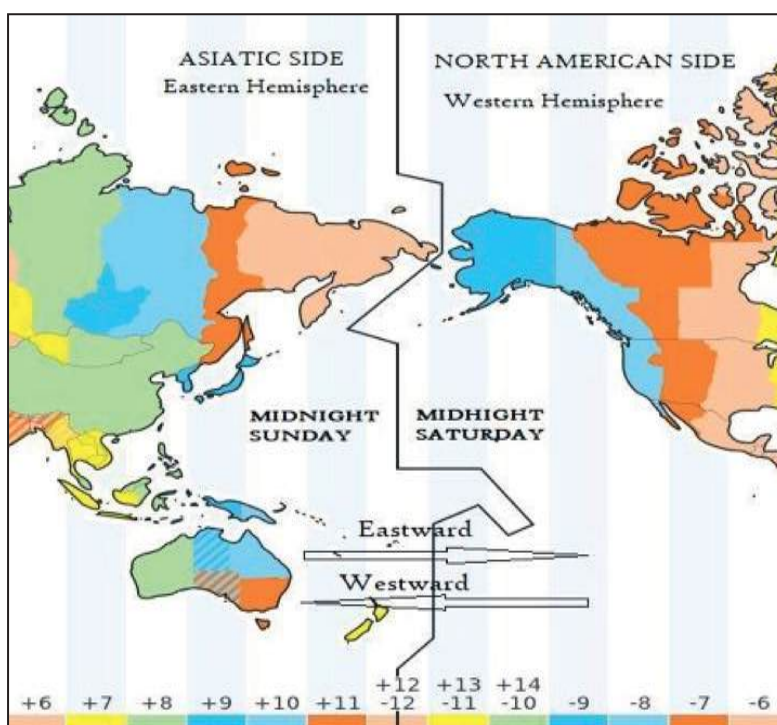 ASIATIC SIDE
Eastern Hemisphere
NORTH AMERICAN SIDE
Western Hemisphere
MIDNIGHT
SUNDAY
MIDHIGHT
SATURDAY
Eastward
Westward
+12 +13 +14
+6 +7 +8 +9 +10 +11 -12 -11 -10 -9 -8 -7 -6